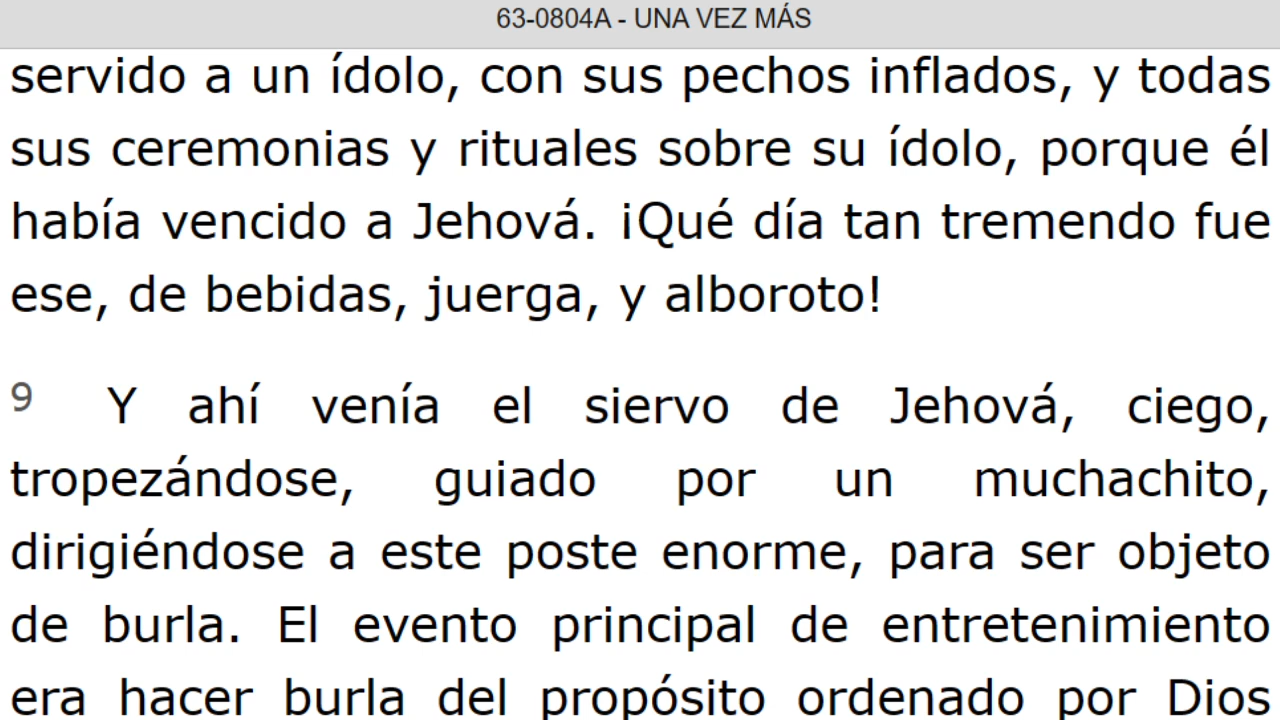 63-0804A - UNA VEZ MÁS
servido a un ídolo, con sus pechos inflados, y todas
sus ceremonias y rituales sobre su ídolo, porque él
había vencido a Jehová. ¡Qué día tan tremendo fue
ese, de bebidas, juerga, y alboroto!
9 Y ahí venía el siervo de Jehová, ciego,
tropezándose, guiado por un muchachito,
dirigiéndose a este poste enorme, para ser objeto
de burla. El evento principal de entretenimiento
era hacer burla del propósito ordenado por Dios